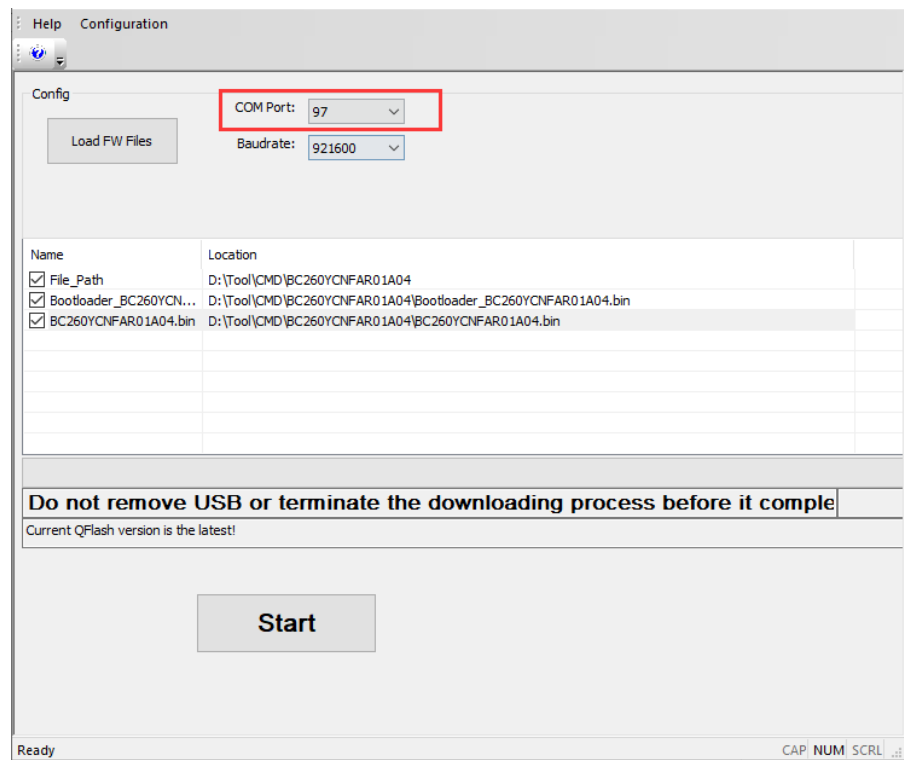 Help Configuration
Config
COM Port: 97
Load FW Files
Baudrate: 921600
Name Location
File_Path D:\Tool\CMD\BC260YCNFAR01A04
Bootloader_BC260YCN... D:\Tool\CMD\BC260YCNFAR01A04\Bootloader_BC260YCNFAR01A04.bin
BC260YCNFAR01A04.bin D:\Tool\CMD\BC260YCNFAR01A04\BC260YCNFAR01A04.bin
Do not remove USB or terminate the downloading process before it comple
Current QFlash version is the latest!
Start
Ready CAP NUM SCRL